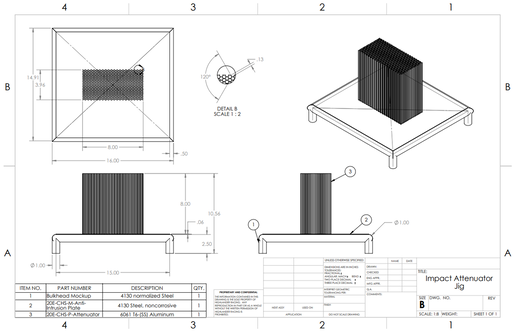 4 3 2 1
B B
14.91
3.96
120°
.13
DETAIL B
SCALE 1 : 2
8.00
.50
16.00
3
8.00
10.56
.06
2.50
1
2
Ø1.00
A A
Ø1.00
15.00
ITEM NO. PART NUMBER DESCRIPTION QTY.
1 Bulkhead Mockup 4130 normalized Steel 1
2 20E-CHS-W-Anti-Intrusion Plate 4130 Steel, noncorrosive 1
3 20E-CHS-P-Attenuator 6061 T6 (SS) Aluminum 1
PROPRIETARY AND CONFIDENTIAL
UNLESS OTHERWISE SPECIFIED:
NAME DATE
DRAWN
CHECKED
ENG APPR.
MFG APPR.
Q.A.
COMMENTS:
MATERIAL
FINISH
NEXT ASSY USED ON
APPLICATION
DO NOT SCALE DRAWING
TITLE:
Impact Attenuator
Jig
SIZE DWG. NO. REV
B
SCALE: 1:8 WEIGHT: SHEET 1 OF 1
4 3 2 1